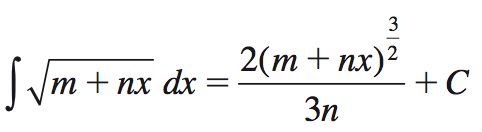 ∫√(m + nx) dx = 2(m + nx)^(3/2) / 3n + C